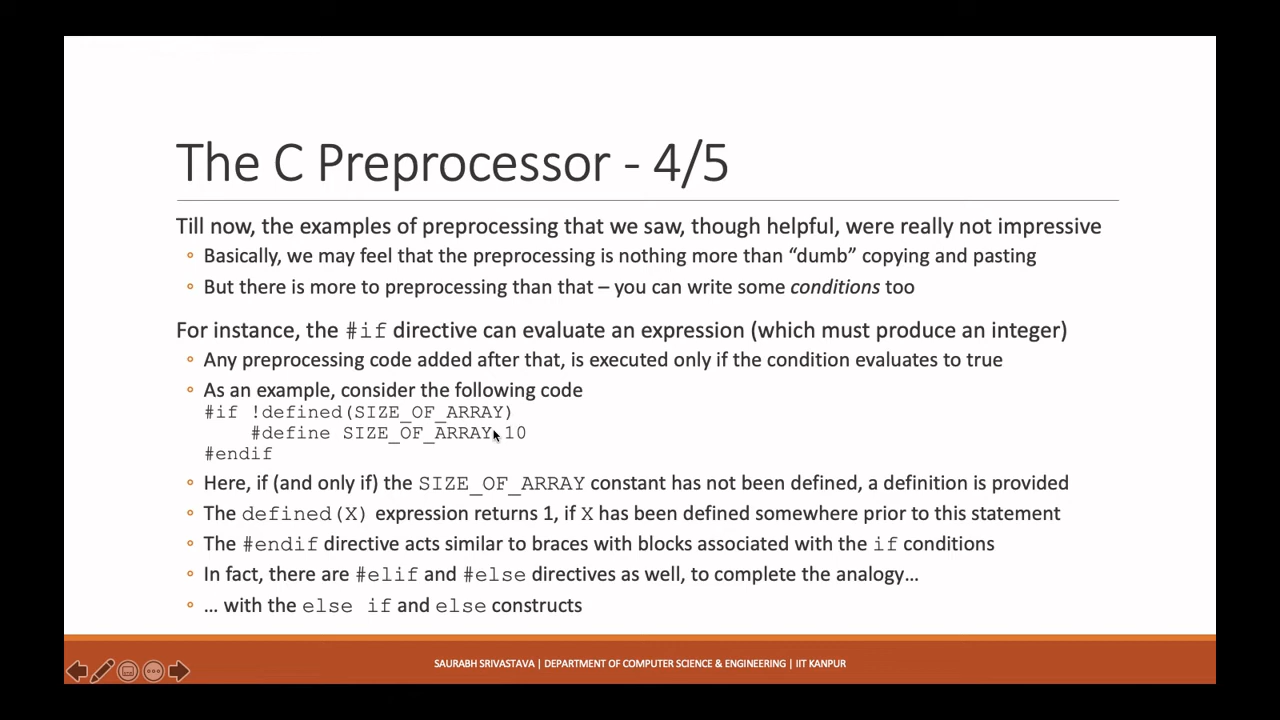 The C Preprocessor - 4/5
Till now, the examples of preprocessing that we saw, though helpful, were really not impressive
◦ Basically, we may feel that the preprocessing is nothing more than “dumb” copying and pasting
◦ But there is more to preprocessing than that – you can write some conditions too
For instance, the #if directive can evaluate an expression (which must produce an integer)
◦ Any preprocessing code added after that, is executed only if the condition evaluates to true
◦ As an example, consider the following code
#if !defined(SIZE_OF_ARRAY)
    #define SIZE_OF_ARRAY 10
#endif
◦ Here, if (and only if) the SIZE_OF_ARRAY constant has not been defined, a definition is provided
◦ The defined(X) expression returns 1, if X has been defined somewhere prior to this statement
◦ The #endif directive acts similar to braces with blocks associated with the if conditions
◦ In fact, there are #elif and #else directives as well, to complete the analogy…
◦ … with the else if and else constructs
SAURABH SRIVASTAVA | DEPARTMENT OF COMPUTER SCIENCE & ENGINEERING | IIT KANPUR